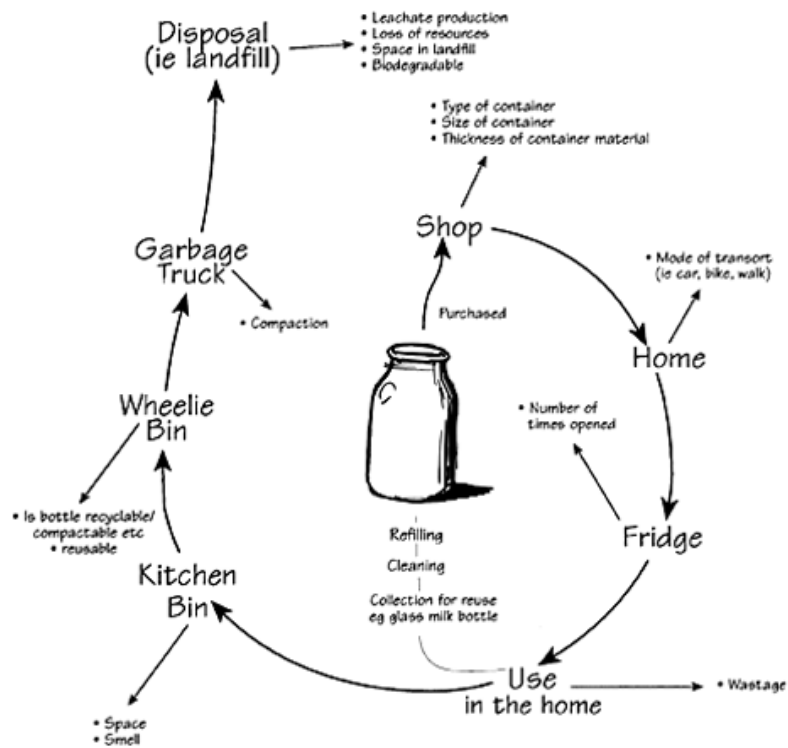 Disposal
(ie landfill)
• Leachate production
• Loss of resources
• Space in landfill
• Biodegradable
• Type of container
• Size of container
• Thickness of container material
Shop
Garbage
Truck
• Mode of transort
(ie car, bike, walk)
Purchased
• Compaction
Home
Wheelie
Bin
• Number of
times opened
• Is bottle recyclable/
compactable etc
• reusable
Refilling
Fridge
Cleaning
Kitchen
Bin
Collection for reuse
eg glass milk bottle
Use
in the home
• Wastage
• Space
• Smell